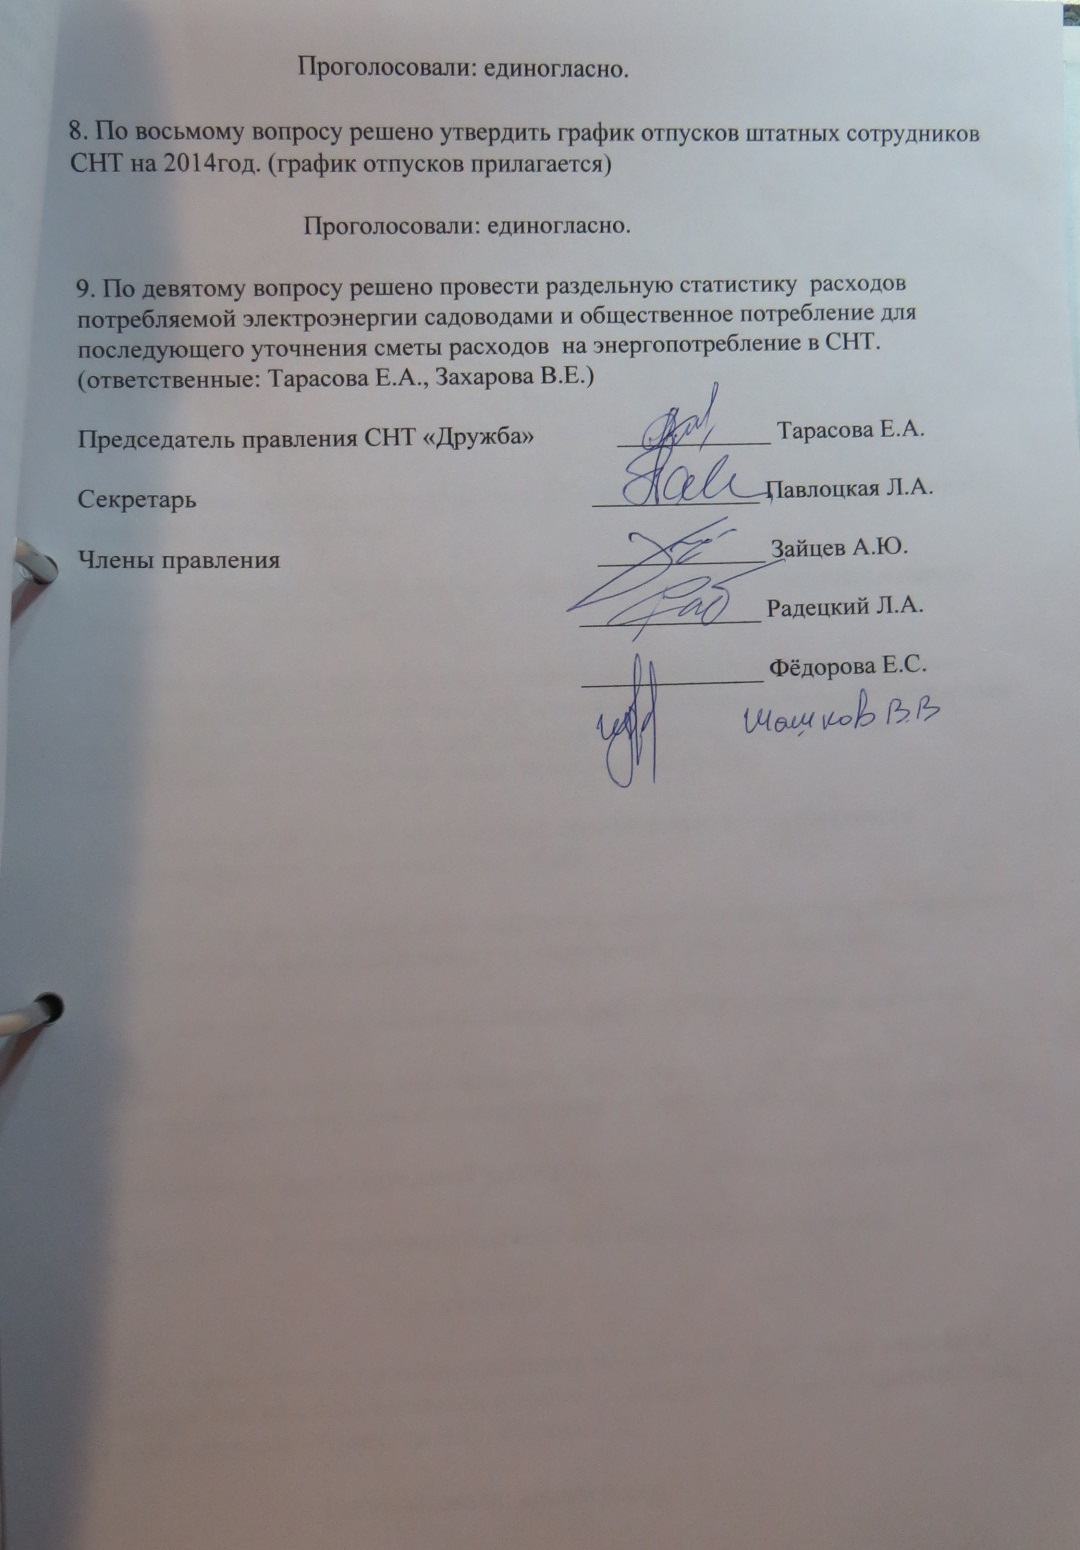 Проголосовали: единогласно.
8. По восьмому вопросу решено утвердить график отпусков штатных сотрудников
СНТ на 2014год. (график отпусков прилагается)
Проголосовали: единогласно.
9. По девятому вопросу решено провести раздельную статистику расходов
потребляемой электроэнергии садоводами и общественное потребление для
последующего уточнения сметы расходов на энергопотребление в СНТ.
(ответственные: Тарасова Е.А., Захарова В.Е.)
Председатель правления СНТ «Дружба» Тарасова Е.А.
Секретарь Павлоцкая Л.А.
Члены правления Зайцев А.Ю.
Радецкий Л.А.
Фёдорова Е.С.
Машков В.В